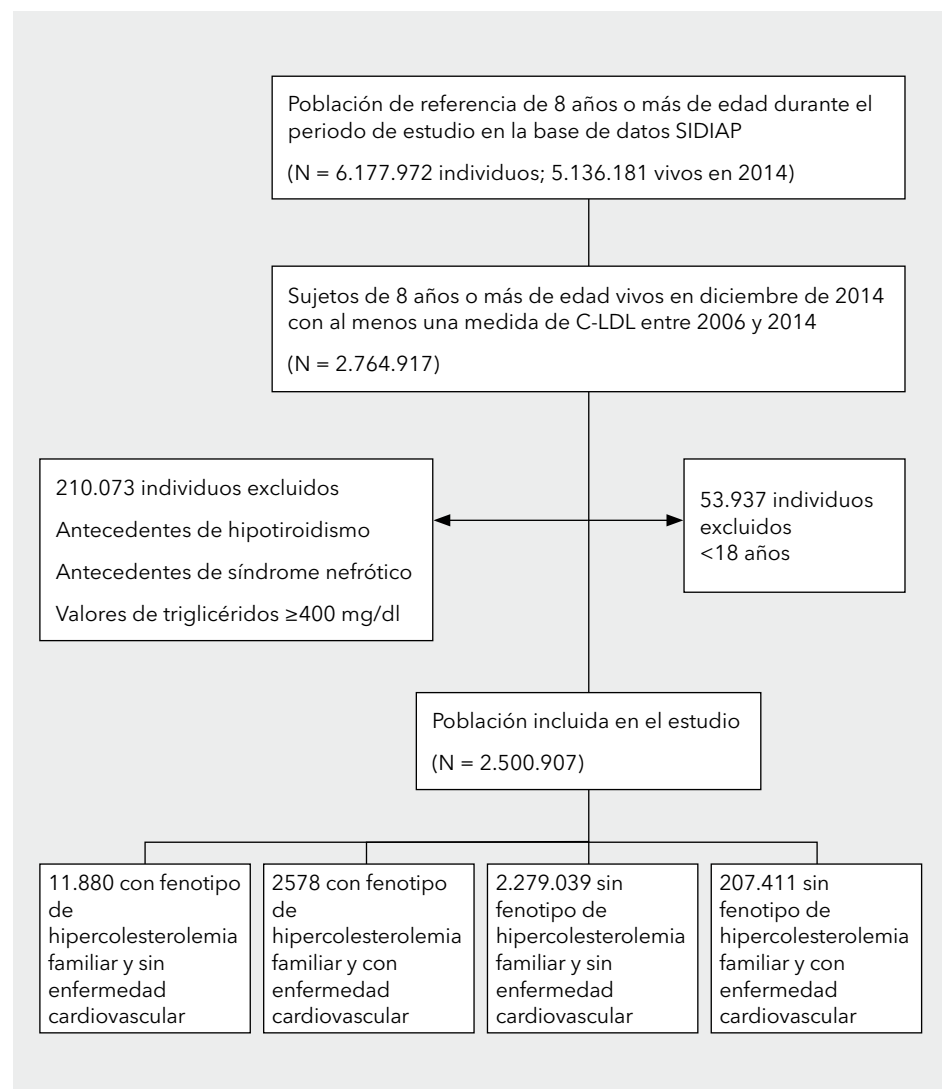 Población de referencia de 8 años o más de edad durante el
periodo de estudio en la base de datos SIDIAP
(N = 6.177.972 individuos; 5.136.181 vivos en 2014)
Sujetos de 8 años o más de edad vivos en diciembre de 2014
con al menos una medida de C-LDL entre 2006 y 2014
(N = 2.764.917)
210.073 individuos excluidos
Antecedentes de hipotiroidismo
Antecedentes de síndrome nefrótico
Valores de triglicéridos ≥400 mg/dl
53.937 individuos
excluidos
<18 años
Población incluida en el estudio
(N = 2.500.907)
11.880 con fenotipo
de
hipercolesterolemia
familiar y sin
enfermedad
cardiovascular
2578 con fenotipo
de
hipercolesterolemia
familiar y con
enfermedad
cardiovascular
2.279.039 sin
fenotipo de
hipercolesterolemia
familiar y sin
enfermedad
cardiovascular
207.411 sin
fenotipo de
hipercolesterolemia
familiar y con
enfermedad
cardiovascular